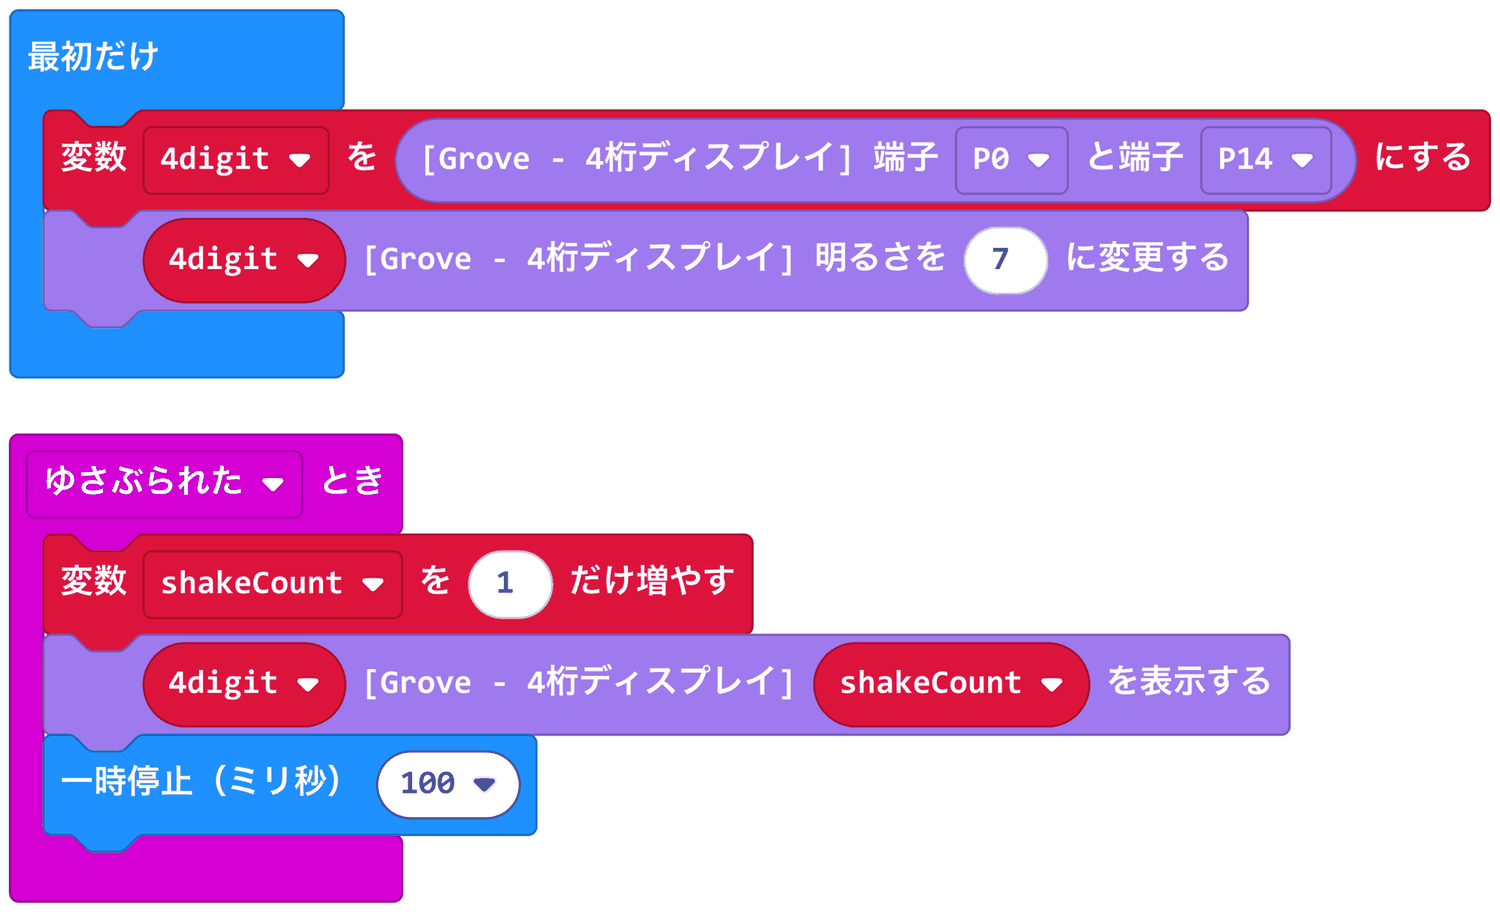 最初だけ
変数 4digit を [Grove - 4桁ディスプレイ] 端子 P0 と端子 P14 にする
4digit [Grove - 4桁ディスプレイ] 明るさを 7 に変更する
ゆさぶられた とき
変数 shakeCount を 1 だけ増やす
4digit [Grove - 4桁ディスプレイ] shakeCount を表示する
一時停止（ミリ秒） 100